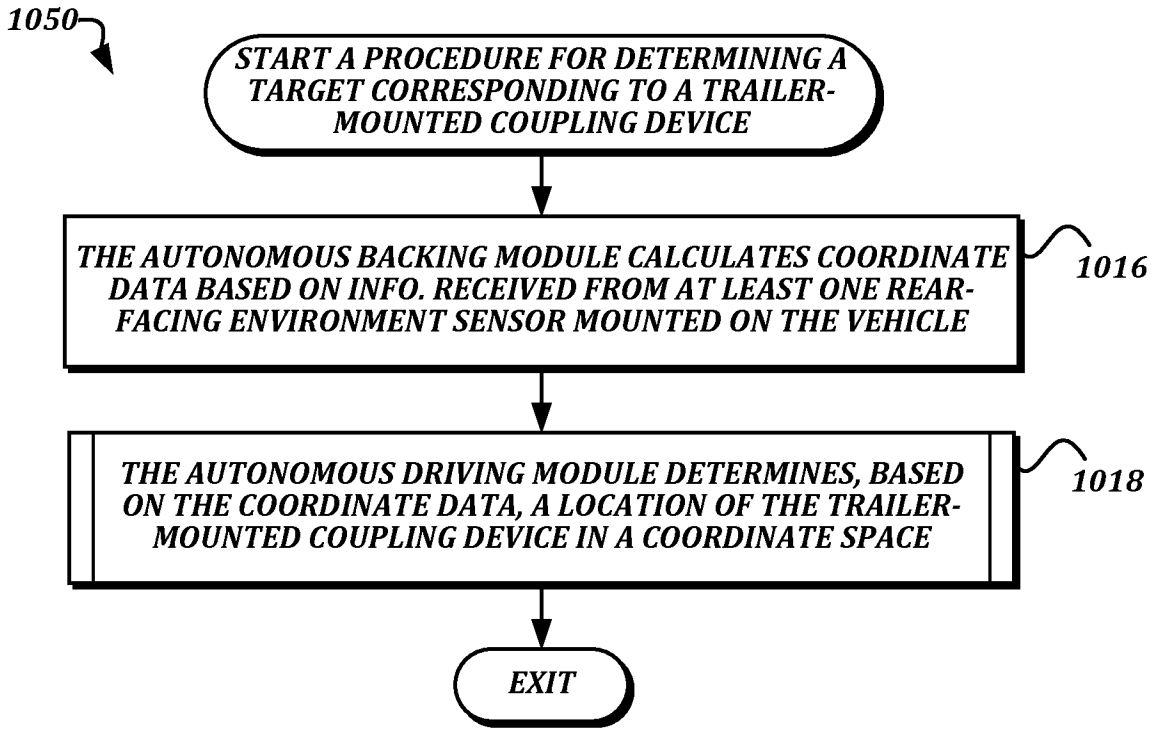 1050
START A PROCEDURE FOR DETERMINING A
TARGET CORRESPONDING TO A TRAILER-
MOUNTED COUPLING DEVICE
THE AUTONOMOUS BACKING MODULE CALCULATES COORDINATE
DATA BASED ON INFO. RECEIVED FROM AT LEAST ONE REAR-
FACING ENVIRONMENT SENSOR MOUNTED ON THE VEHICLE
1016
THE AUTONOMOUS DRIVING MODULE DETERMINES, BASED
ON THE COORDINATE DATA, A LOCATION OF THE TRAILER-
MOUNTED COUPLING DEVICE IN A COORDINATE SPACE
1018
EXIT